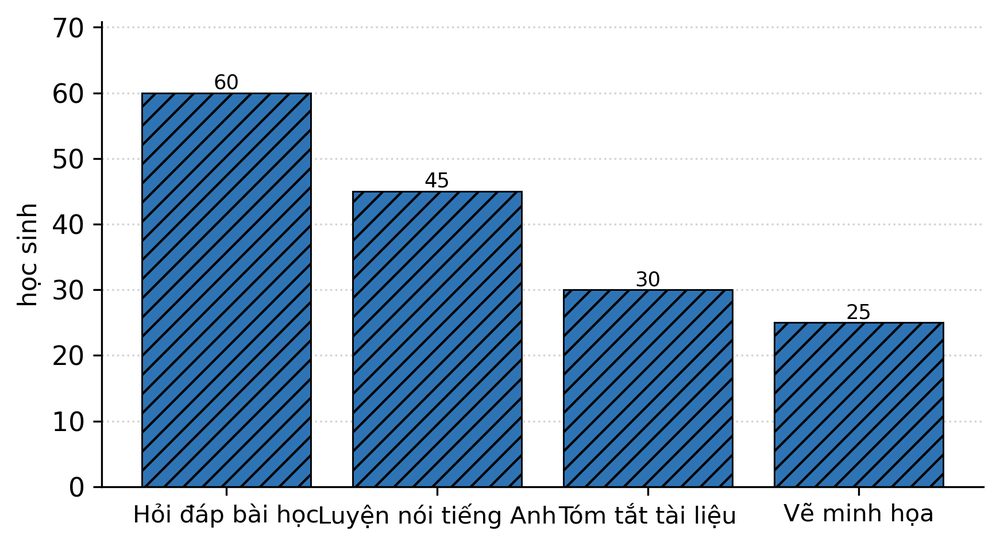 70
60
50
40
30
20
10
0
học sinh
60
45
30
25
Hỏi đáp bài học
Luyện nói tiếng Anh
Tóm tắt tài liệu
Vẽ minh họa